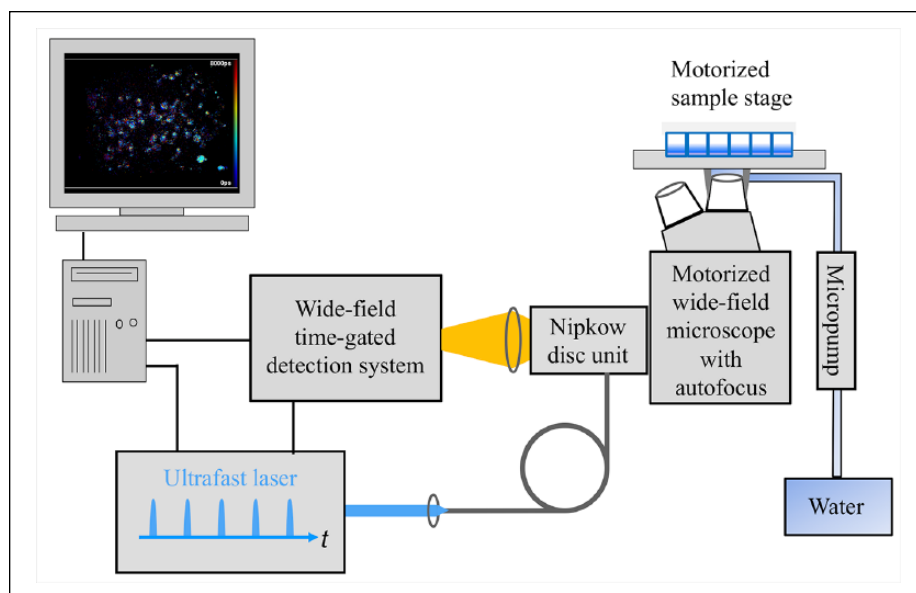 8000ps
0ps
Motorized
sample stage
Wide-field
time-gated
detection system
Nipkow
disc unit
Motorized
wide-field
microscope
with
autofocus
Micropump
Ultrafast laser
t
Water